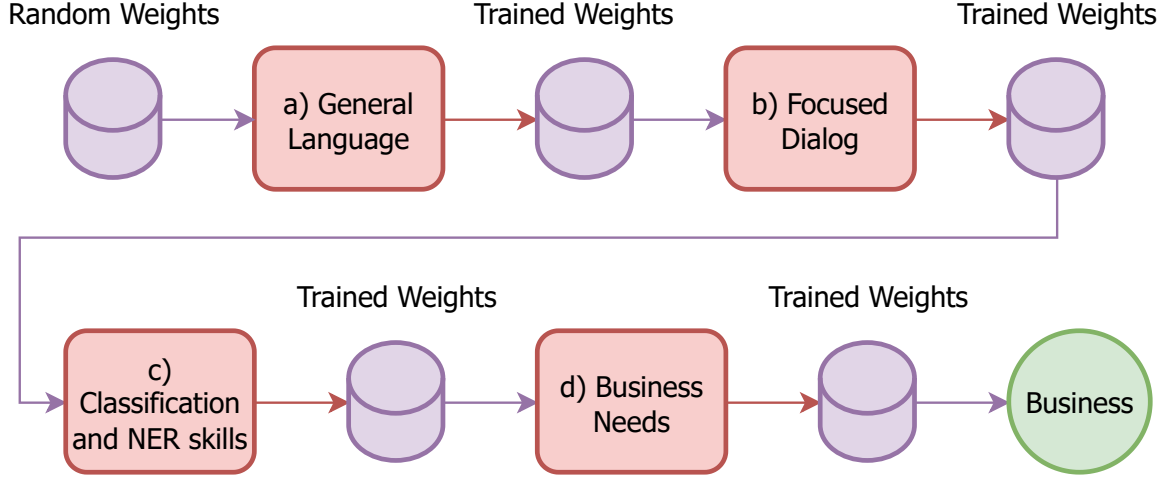 Random Weights
Trained Weights
Trained Weights
a) General
Language
b) Focused
Dialog
Trained Weights
Trained Weights
c)
Classification
and NER skills
d) Business
Needs
Business